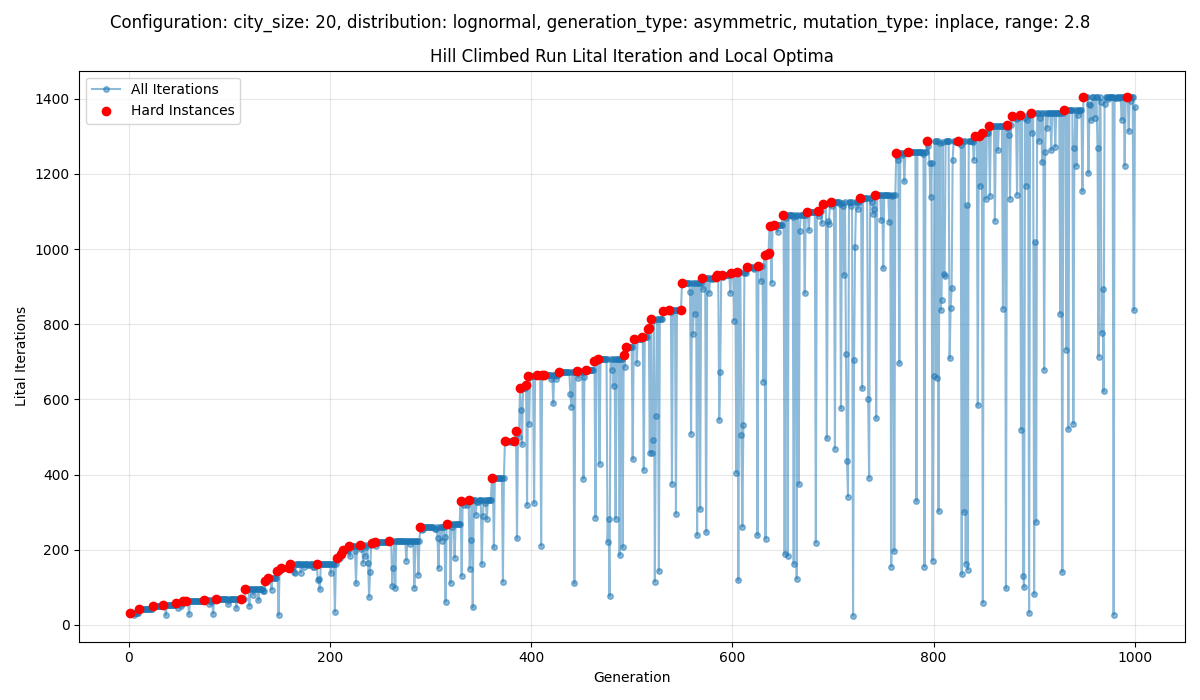 Configuration: city_size: 20, distribution: lognormal, generation_type: asymmetric, mutation_type: inplace, range: 2.8
Hill Climbed Run Lital Iteration and Local Optima
All Iterations
Hard Instances
Lital Iterations
1400
1200
1000
800
600
400
200
0
0 200 400 600 800 1000
Generation